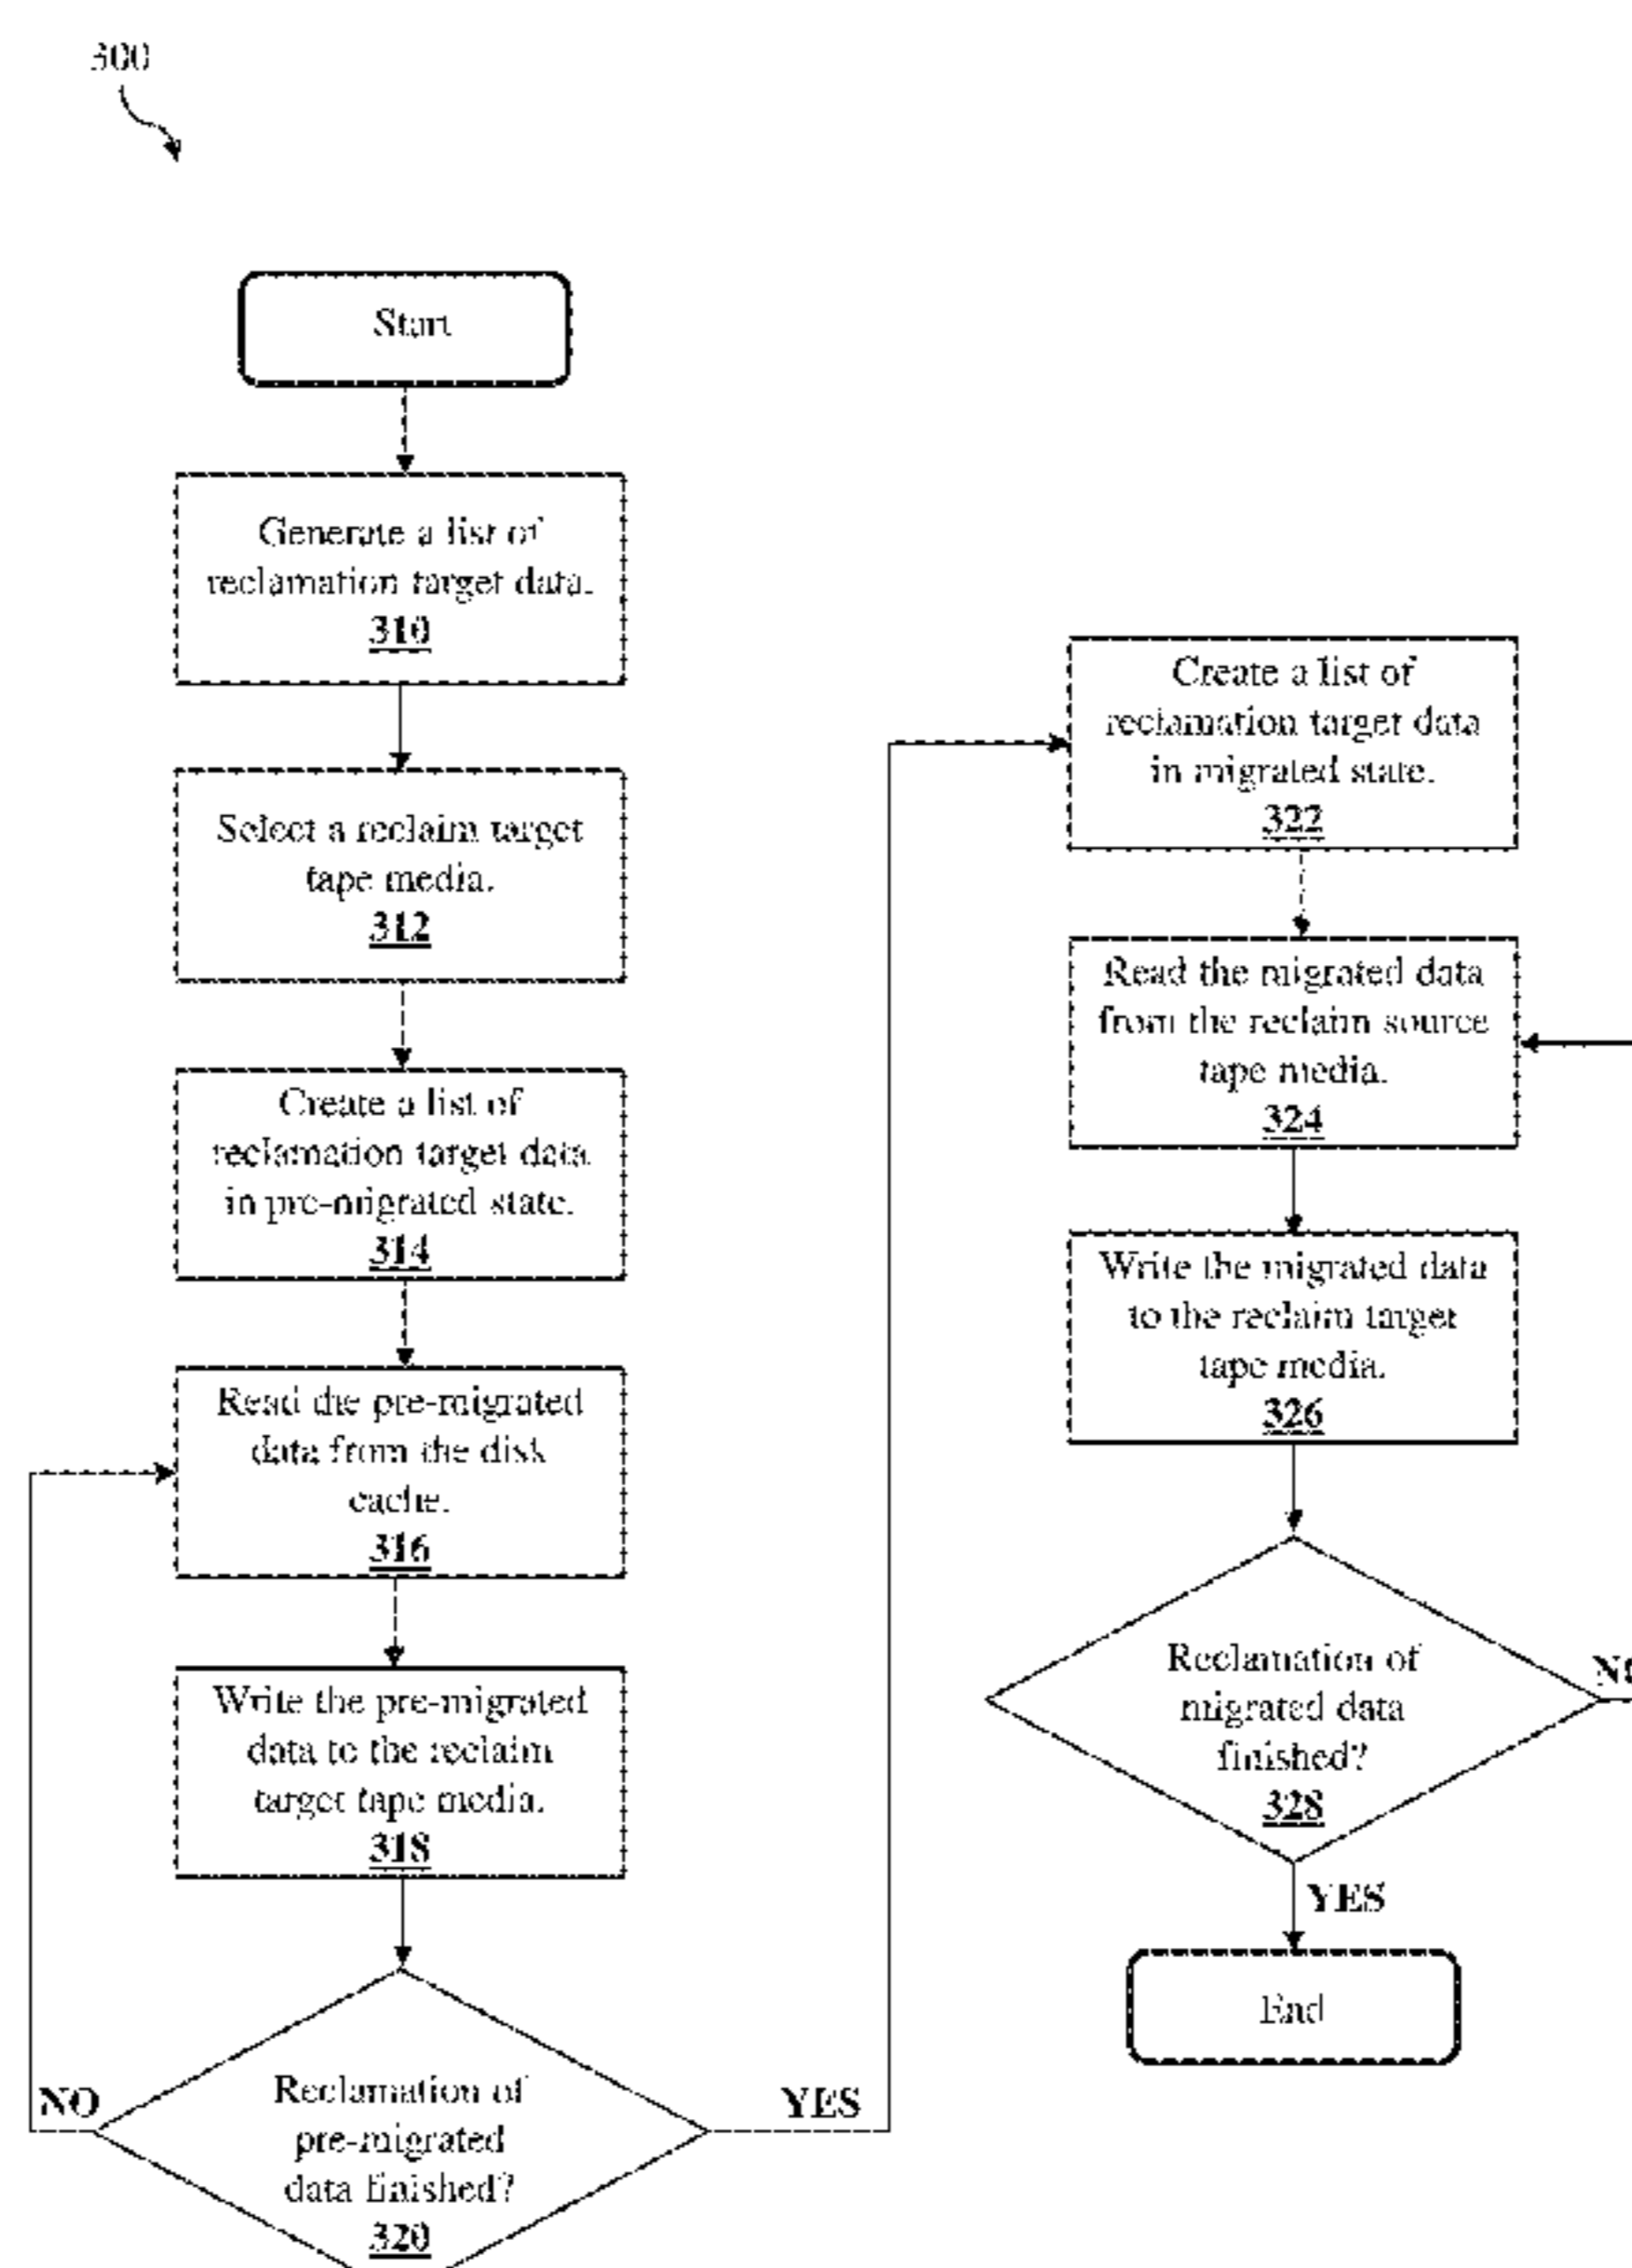 300
Start
Generate a list of
reclamation target data.
310
Select a reclaim target
tape media.
312
Create a list of
reclamation target data
in pre-migrated state.
314
Read the pre-migrated
data from the disk
cache.
316
Write the pre-migrated
data to the reclaim
target tape media.
318
Reclamation of
pre-migrated
data finished?
320
NO
YES
Create a list of
reclamation target data
in migrated state.
322
Read the migrated data
from the reclaim source
tape media.
324
Write the migrated data
to the reclaim target
tape media.
326
Reclamation of
migrated data
finished?
328
NO
YES
End